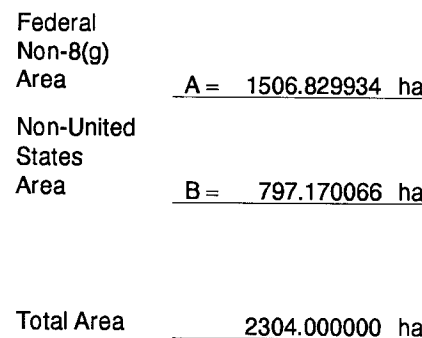 Federal
Non-8(g)
Area A = 1506.829934 ha
Non-United
States
Area B = 797.170066 ha
Total Area 2304.000000 ha